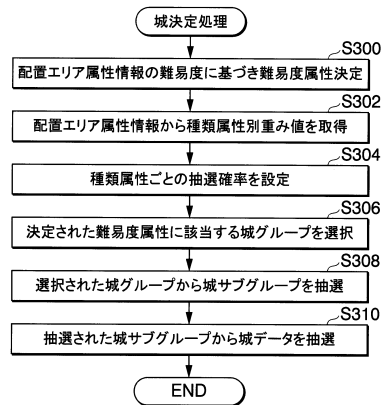 城決定処理
S300
配置エリア属性情報の難易度に基づき難易度属性決定
S302
配置エリア属性情報から種類属性別重み値を取得
S304
種類属性ごとの抽選確率を設定
S306
決定された難易度属性に該当する城グループを選択
S308
選択された城グループから城サブグループを抽選
S310
抽選された城サブグループから城データを抽選
END